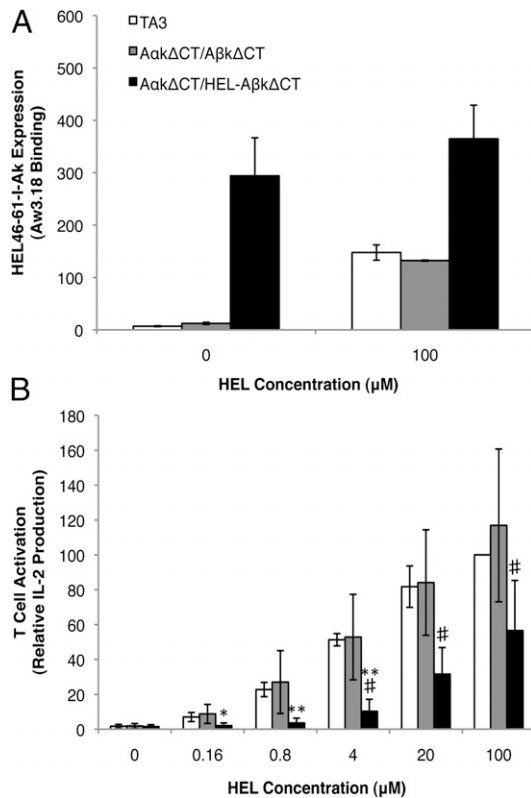 A
TA3
AαkΔCT/AβkΔCT
AαkΔCT/HEL-AβkΔCT
HEL46-61-I-Ak Expression
(Aw3.18 Binding)
600
500
400
300
200
100
0
0 100
HEL Concentration (µM)
B
T Cell Activation
(Relative IL-2 Production)
180
160
140
120
100
80
60
40
20
0
*
**
**
#
#
#
0 0.16 0.8 4 20 100
HEL Concentration (µM)